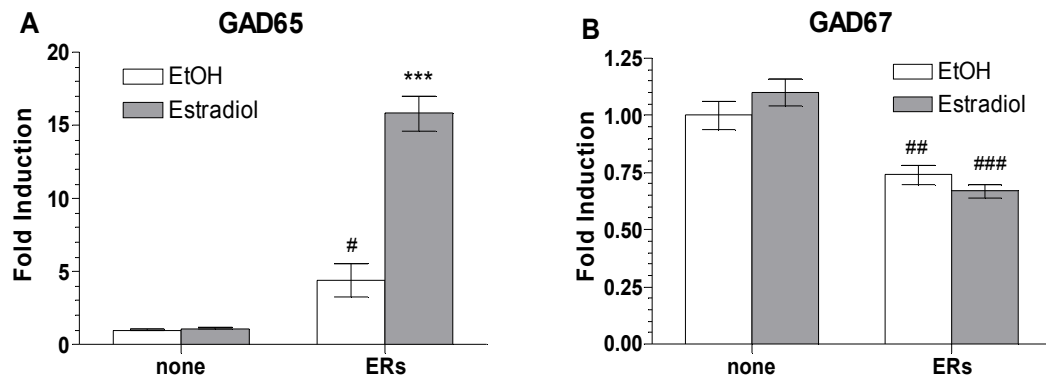 A
GAD65
Fold Induction
20
15
10
5
0
EtOH
Estradiol
#
***
none
ERs
B
GAD67
Fold Induction
1.25
1.00
0.75
0.50
0.25
0.00
EtOH
Estradiol
##
###
none
ERs